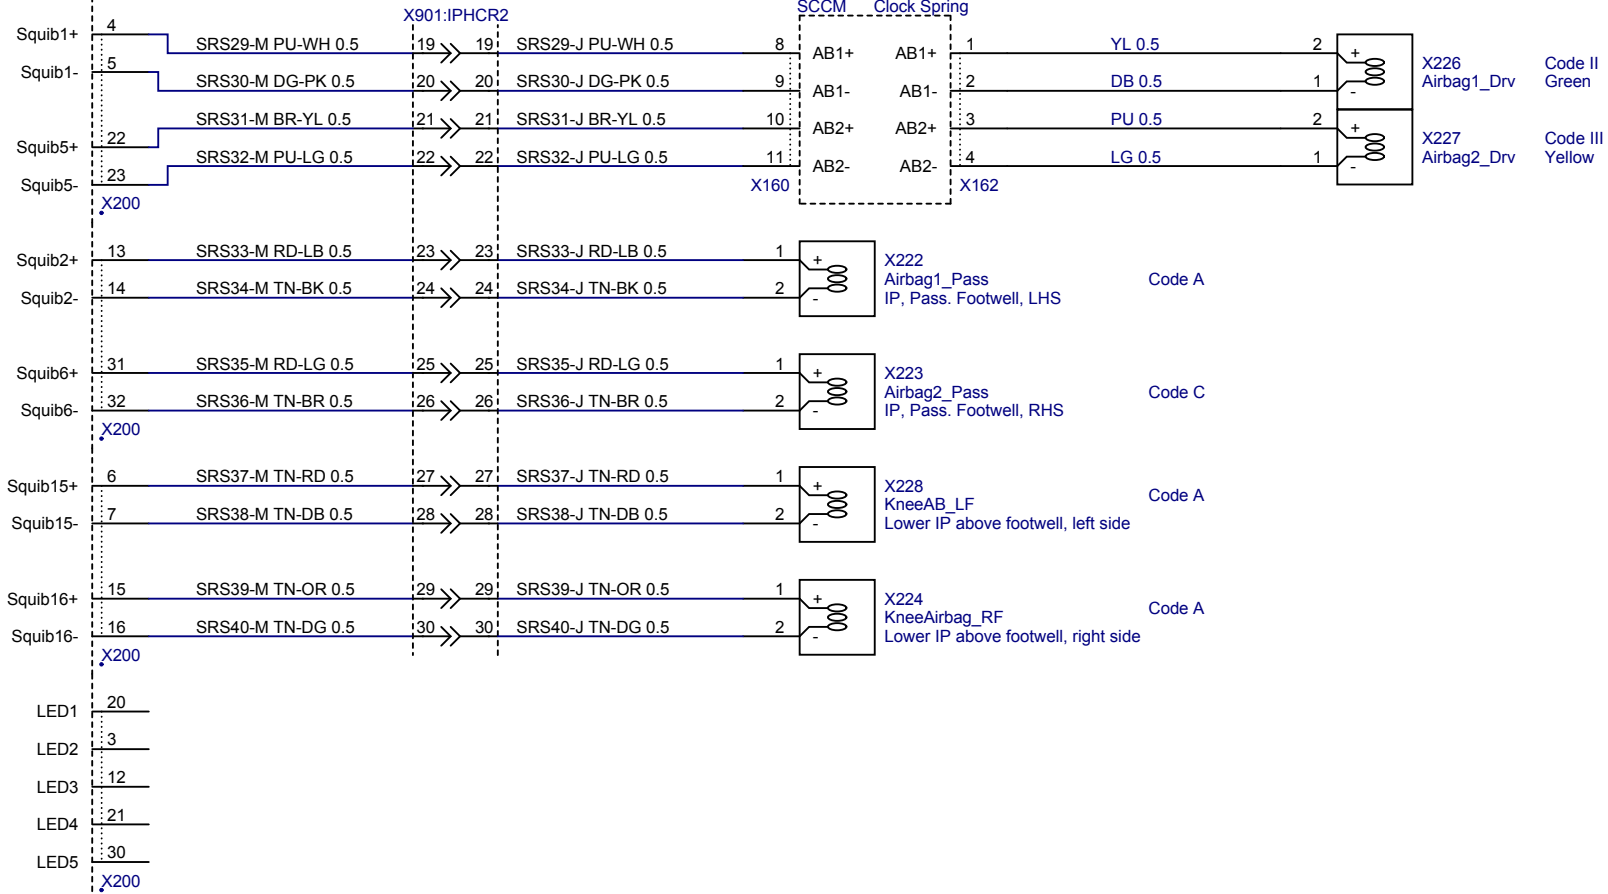 X901:IPHCR2
SCCM Clock Spring
Squib1+ 4 SRS29-M PU-WH 0.5 19 19 SRS29-J PU-WH 0.5 8 AB1+ AB1+ 1 YL 0.5 2 +
Squib1- 5 SRS30-M DG-PK 0.5 20 20 SRS30-J DG-PK 0.5 9 AB1- AB1- 2 DB 0.5 1 -
X226 Code II
Airbag1_Drv Green
Squib5+ 22 SRS31-M BR-YL 0.5 21 21 SRS31-J BR-YL 0.5 10 AB2+ AB2+ 3 PU 0.5 2 +
Squib5- 23 SRS32-M PU-LG 0.5 22 22 SRS32-J PU-LG 0.5 11 AB2- AB2- 4 LG 0.5 1 -
X227 Code III
Airbag2_Drv Yellow
X200 X160 X162
Squib2+ 13 SRS33-M RD-LB 0.5 23 23 SRS33-J RD-LB 0.5 1 +
Squib2- 14 SRS34-M TN-BK 0.5 24 24 SRS34-J TN-BK 0.5 2 -
X222
Airbag1_Pass Code A
IP, Pass. Footwell, LHS
Squib6+ 31 SRS35-M RD-LG 0.5 25 25 SRS35-J RD-LG 0.5 1 +
Squib6- 32 SRS36-M TN-BR 0.5 26 26 SRS36-J TN-BR 0.5 2 -
X223
Airbag2_Pass Code C
IP, Pass. Footwell, RHS
X200
Squib15+ 6 SRS37-M TN-RD 0.5 27 27 SRS37-J TN-RD 0.5 1 +
Squib15- 7 SRS38-M TN-DB 0.5 28 28 SRS38-J TN-DB 0.5 2 -
X228 Code A
KneeAB_LF
Lower IP above footwell, left side
Squib16+ 15 SRS39-M TN-OR 0.5 29 29 SRS39-J TN-OR 0.5 1 +
Squib16- 16 SRS40-M TN-DG 0.5 30 30 SRS40-J TN-DG 0.5 2 -
X224 Code A
KneeAirbag_RF
Lower IP above footwell, right side
X200
LED1 20
LED2 3
LED3 12
LED4 21
LED5 30
X200